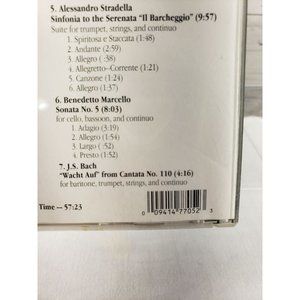 5. Alessandro Stradella
Sinfonia to the Serenata "Il Barcheggio" (9:57)
Suite for trumpet, strings, and continuo
1. Spiritosa e Staccata (1:48)
2. Andante (2:59)
3. Allegro (:38)
4. Allegretto-Corrente (1:21)
5. Canzone (1:24)
6. Allegro (1:37)
6. Benedetto Marcello
Sonata No. 5 (8:03)
for cello, bassoon, and continuo
1. Adagio (3:19)
2. Allegro (1:54)
3. Largo (:52)
4. Presto (1:52)
7. J.S. Bach
"Wacht Auf" from Cantata No. 110 (4:16)
for baritone, trumpet, strings, and continuo
Time — 57:23
0 09414 77052 3